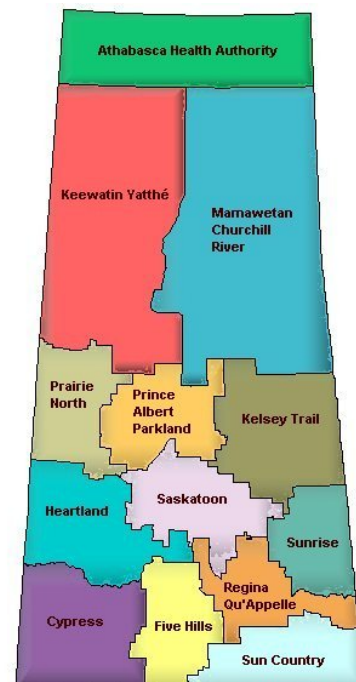 Athabasca Health Authority
Keewatin Yatthé
Mamawetan
Churchill
River
Prairie
North
Prince
Albert
Parkland
Kelsey Trail
Saskatoon
Heartland
Sunrise
Regina
Qu'Appelle
Cypress
Five Hills
Sun Country